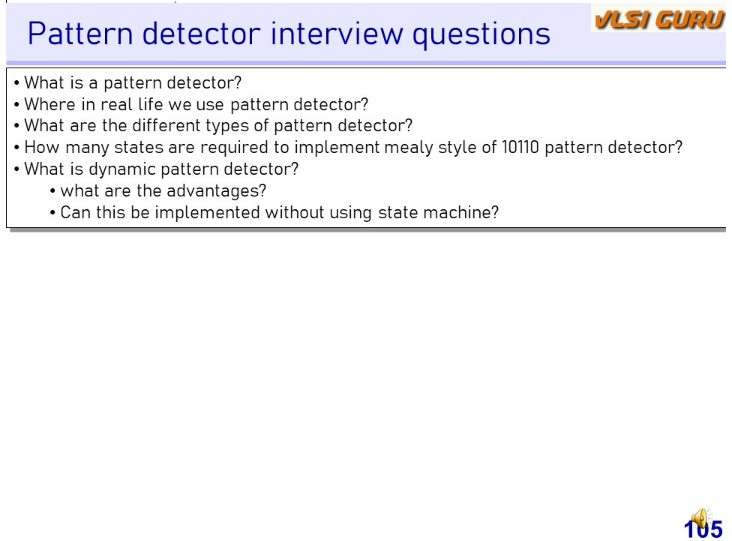 VLSI GURU
Pattern detector interview questions
• What is a pattern detector?
• Where in real life we use pattern detector?
• What are the different types of pattern detector?
• How many states are required to implement mealy style of 10110 pattern detector?
• What is dynamic pattern detector?
• what are the advantages?
• Can this be implemented without using state machine?
105